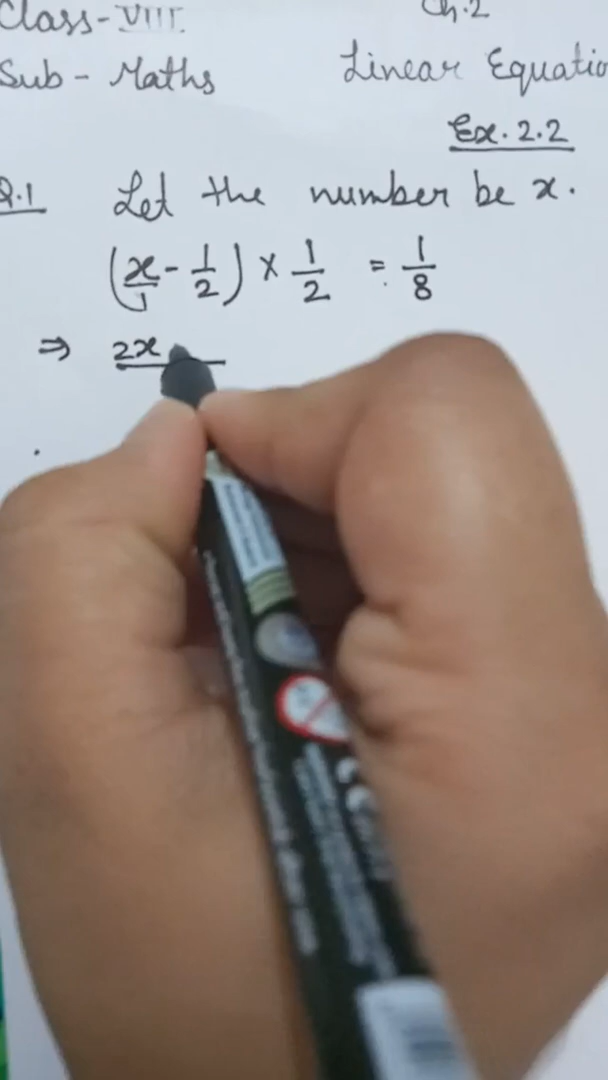 Class-VIII Ch.2
Sub - Maths Linear Equatio
Ex. 2.2
Q.1 Let the number be x.
(x/1 - 1/2) × 1/2 = 1/8
⇒ 2x